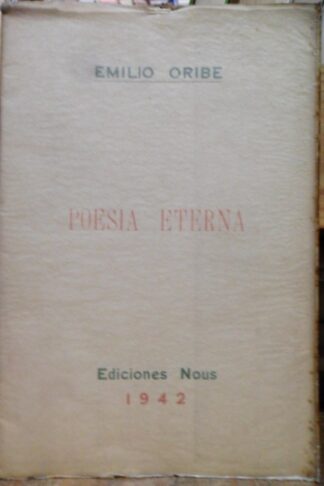 EMILIO ORIBE
POESIA ETERNA
Ediciones Nous
1942